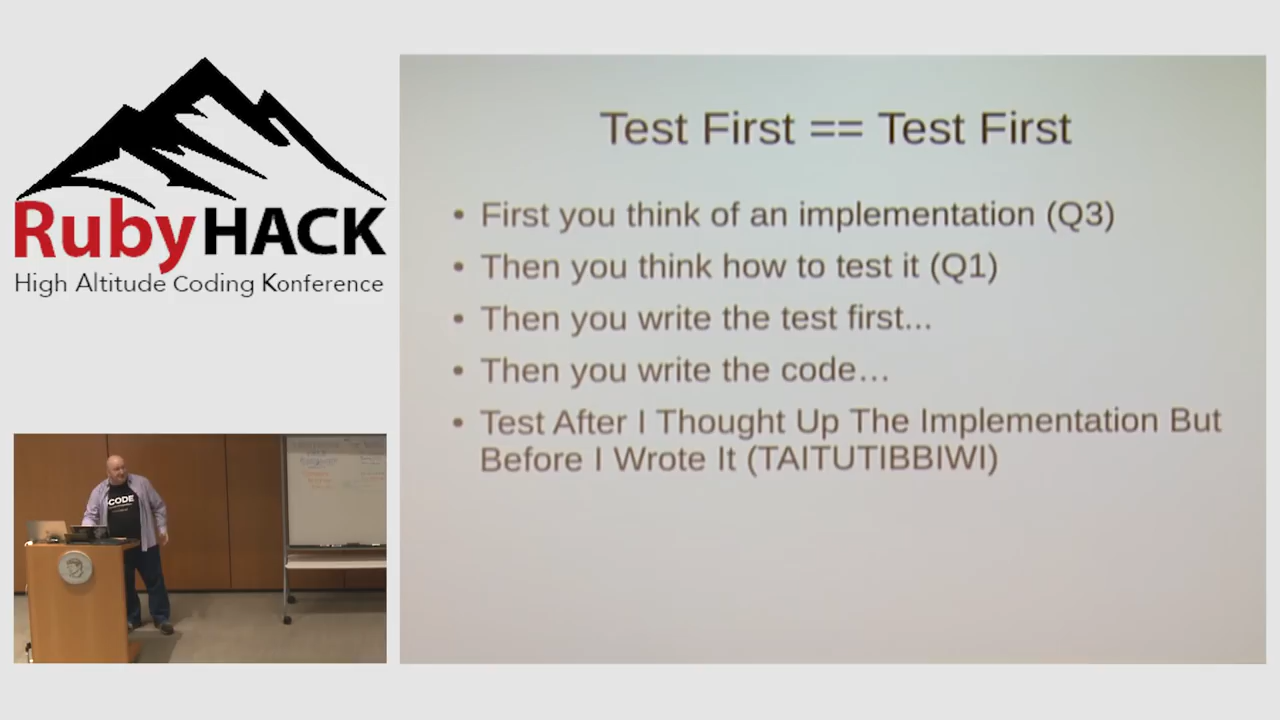 RubyHACK
High Altitude Coding Konference
Test First == Test First
• First you think of an implementation (Q3)
• Then you think how to test it (Q1)
• Then you write the test first...
• Then you write the code…
• Test After I Thought Up The Implementation But
Before I Wrote It (TAITUTIBBIWI)
CODE